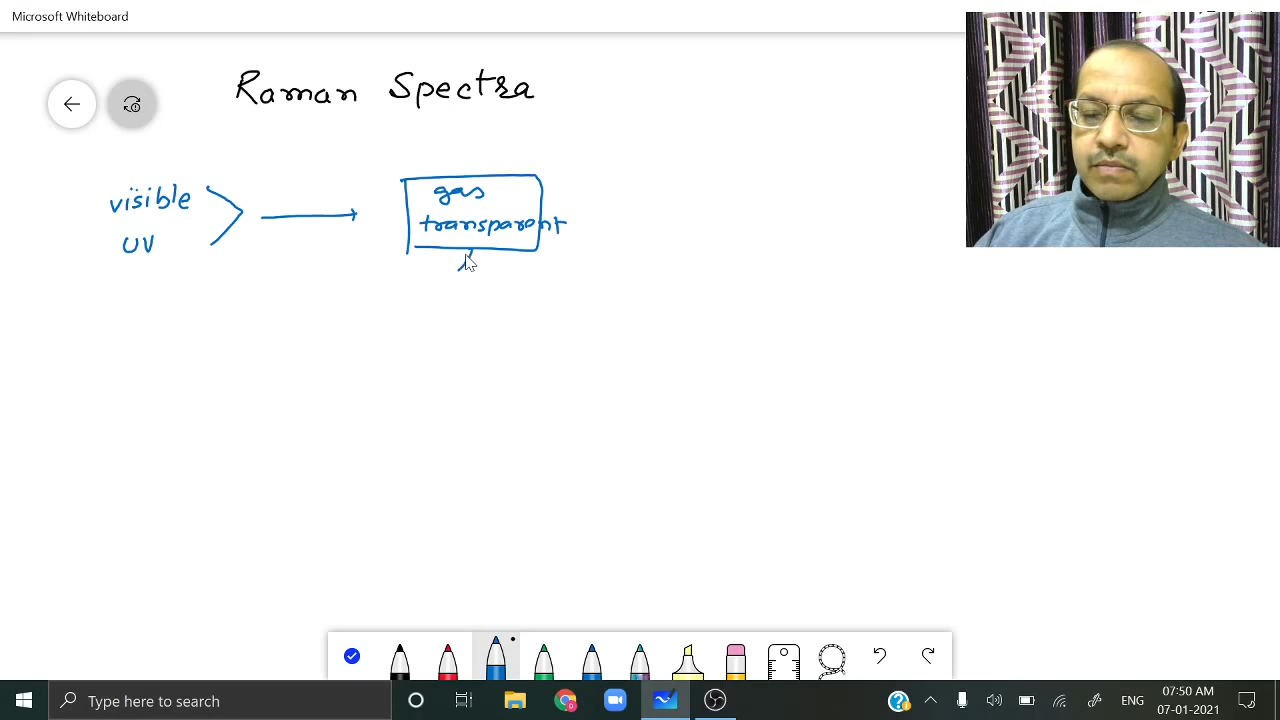 Microsoft Whiteboard
Raman Spectra
visible
UV
gas
transparent
Type here to search
ENG
07:50 AM
07-01-2021